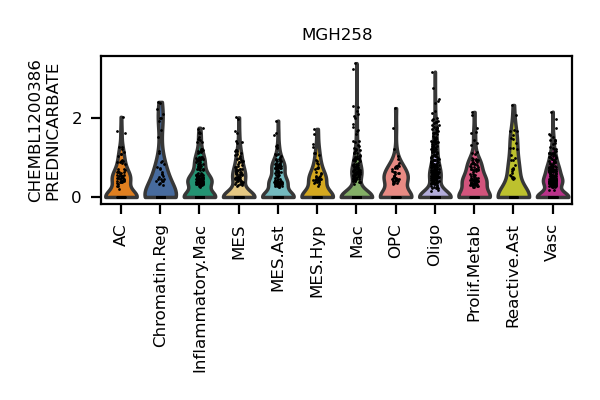 MGH258
CHEMBL1200386
PREDNICARBATE
2
0
AC
Chromatin.Reg
Inflammatory.Mac
MES
MES.Ast
MES.Hyp
Mac
OPC
Oligo
Prolif.Metab
Reactive.Ast
Vasc